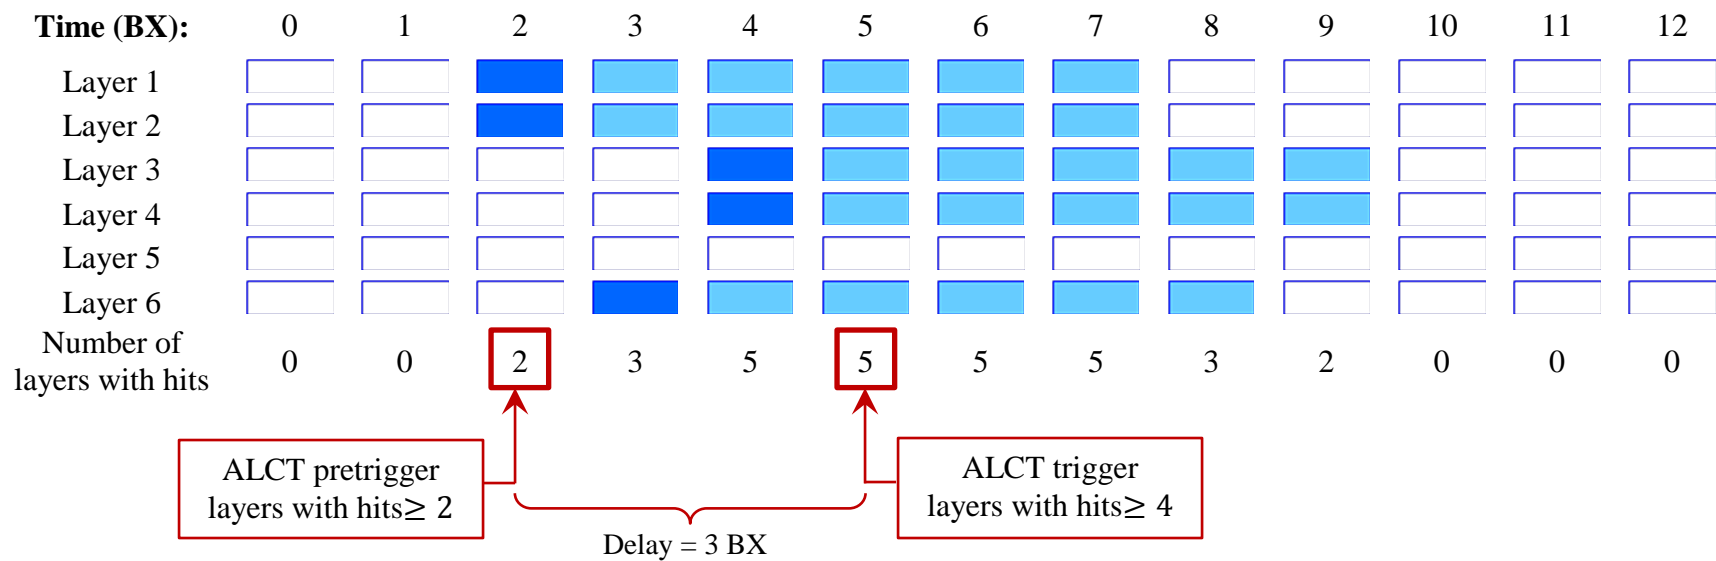 Time (BX): 0 1 2 3 4 5 6 7 8 9 10 11 12
Layer 1
Layer 2
Layer 3
Layer 4
Layer 5
Layer 6
Number of
layers with hits
0 0 2 3 5 5 5 5 3 2 0 0 0
ALCT pretrigger
layers with hits≥ 2
ALCT trigger
layers with hits≥ 4
Delay = 3 BX